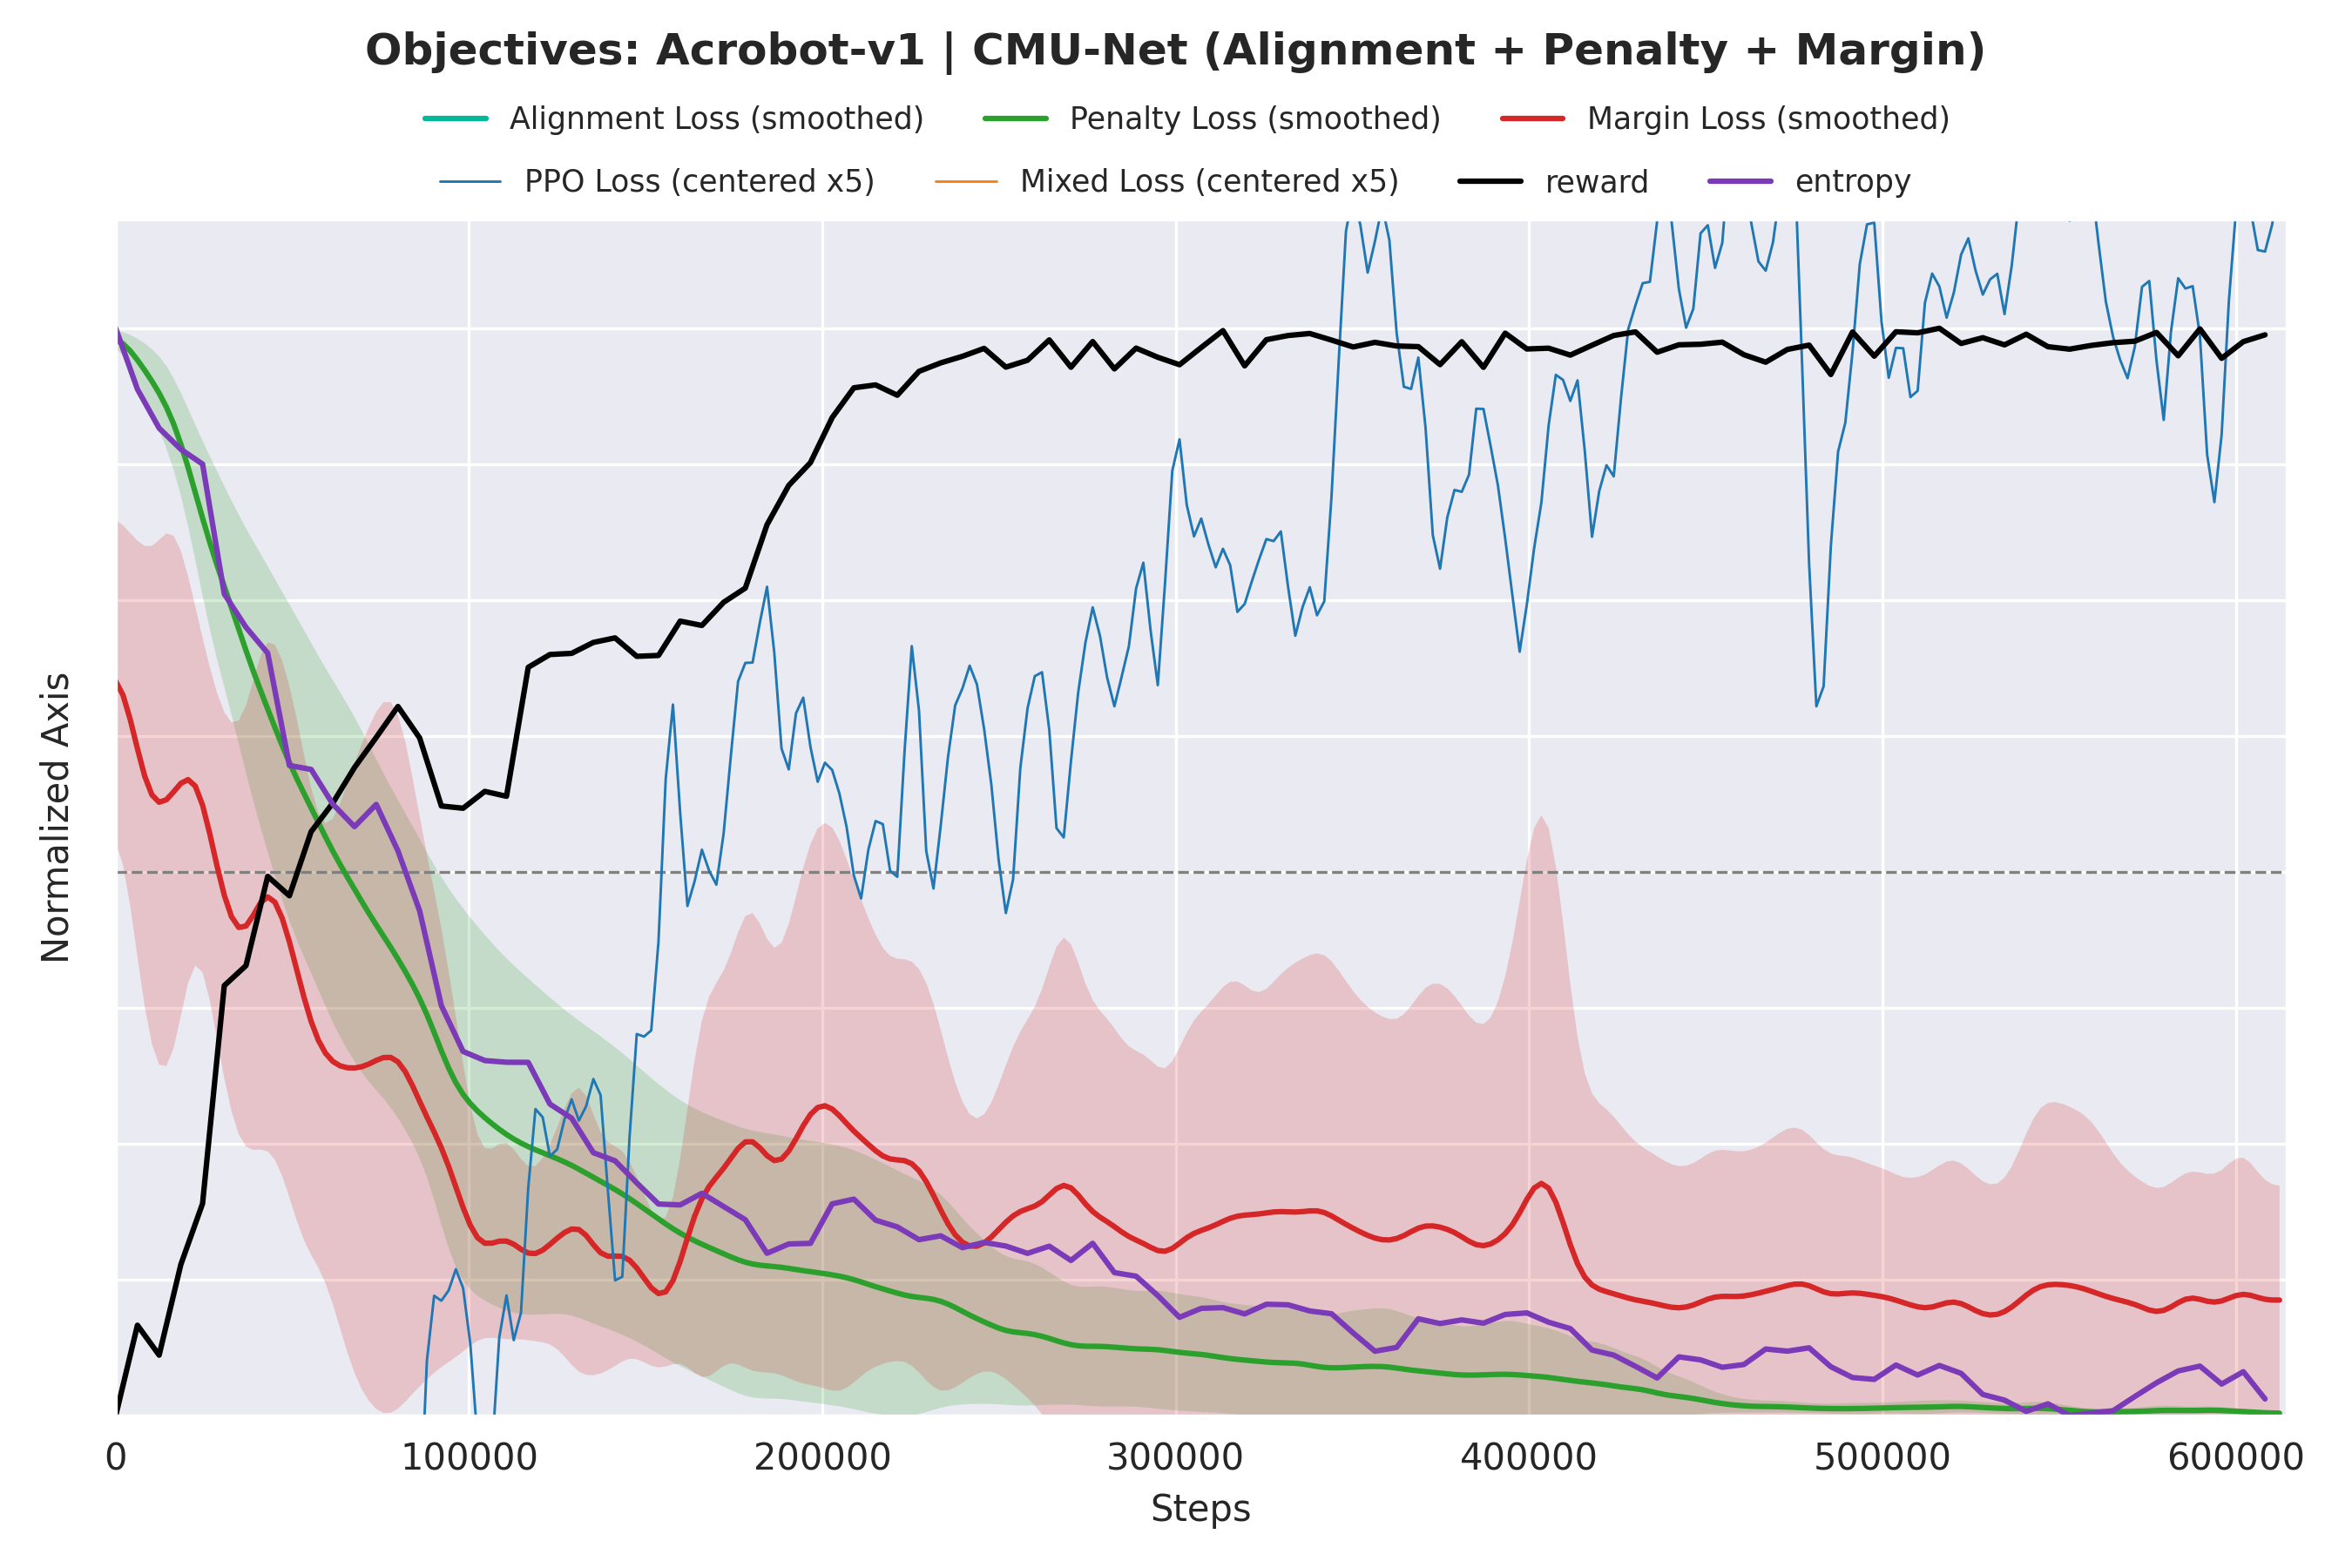 Objectives: Acrobot-v1 | CMU-Net (Alignment + Penalty + Margin)
Alignment Loss (smoothed) Penalty Loss (smoothed) Margin Loss (smoothed)
PPO Loss (centered x5) Mixed Loss (centered x5) reward entropy
Normalized Axis
0 100000 200000 300000 400000 500000 600000
Steps